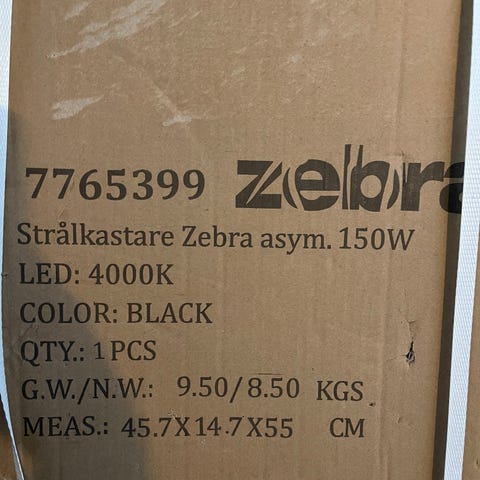 7765399 zebra
Strålkastare Zebra asym. 150W
LED: 4000K
COLOR: BLACK
QTY.: 1 PCS
G.W./N.W.: 9.50/8.50 KGS
MEAS.: 45.7X14.7X55 CM